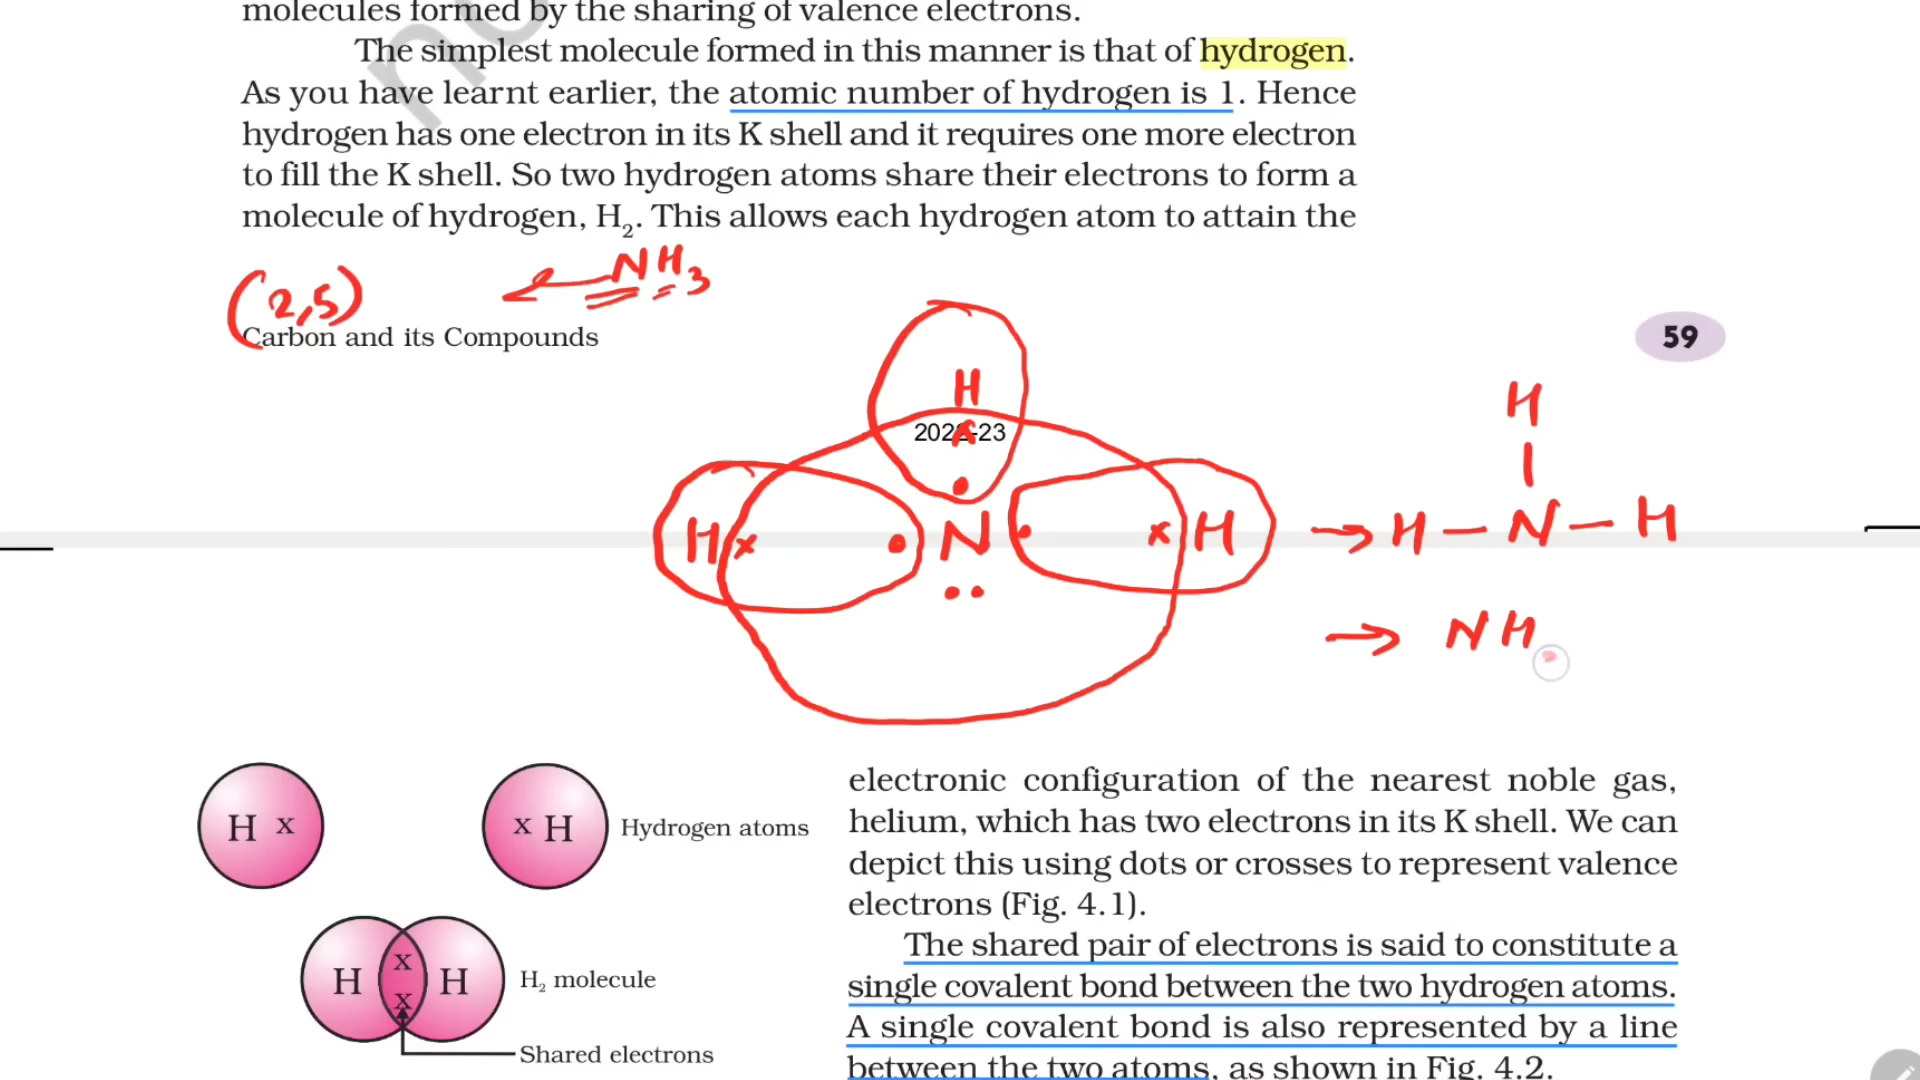 molecules formed by the sharing of valence electrons.
The simplest molecule formed in this manner is that of hydrogen.
As you have learnt earlier, the atomic number of hydrogen is 1. Hence
hydrogen has one electron in its K shell and it requires one more electron
to fill the K shell. So two hydrogen atoms share their electrons to form a
molecule of hydrogen, H₂. This allows each hydrogen atom to attain the
(2,5) ← NH₃
Carbon and its Compounds
59
H
H
x
2022-23
Hx • N • xH → H – N – H
→ NH
H x
x H
Hydrogen atoms
H x x H
H₂ molecule
Shared electrons
electronic configuration of the nearest noble gas,
helium, which has two electrons in its K shell. We can
depict this using dots or crosses to represent valence
electrons (Fig. 4.1).
The shared pair of electrons is said to constitute a
single covalent bond between the two hydrogen atoms.
A single covalent bond is also represented by a line
between the two atoms, as shown in Fig. 4.2.